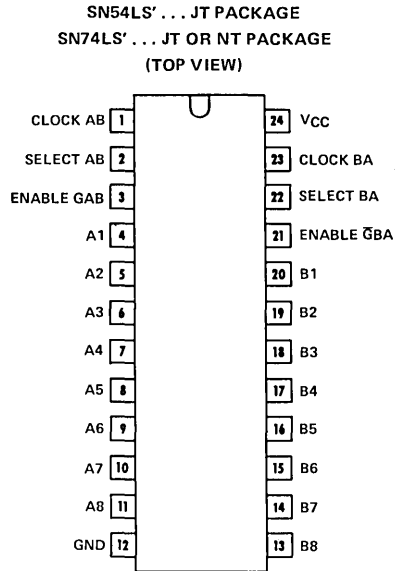 SN54LS' . . . JT PACKAGE
SN74LS' . . . JT OR NT PACKAGE
(TOP VIEW)
CLOCK AB 1 24 VCC
SELECT AB 2 23 CLOCK BA
ENABLE GAB 3 22 SELECT BA
A1 4 21 ENABLE G̅BA
A2 5 20 B1
A3 6 19 B2
A4 7 18 B3
A5 8 17 B4
A6 9 16 B5
A7 10 15 B6
A8 11 14 B7
GND 12 13 B8